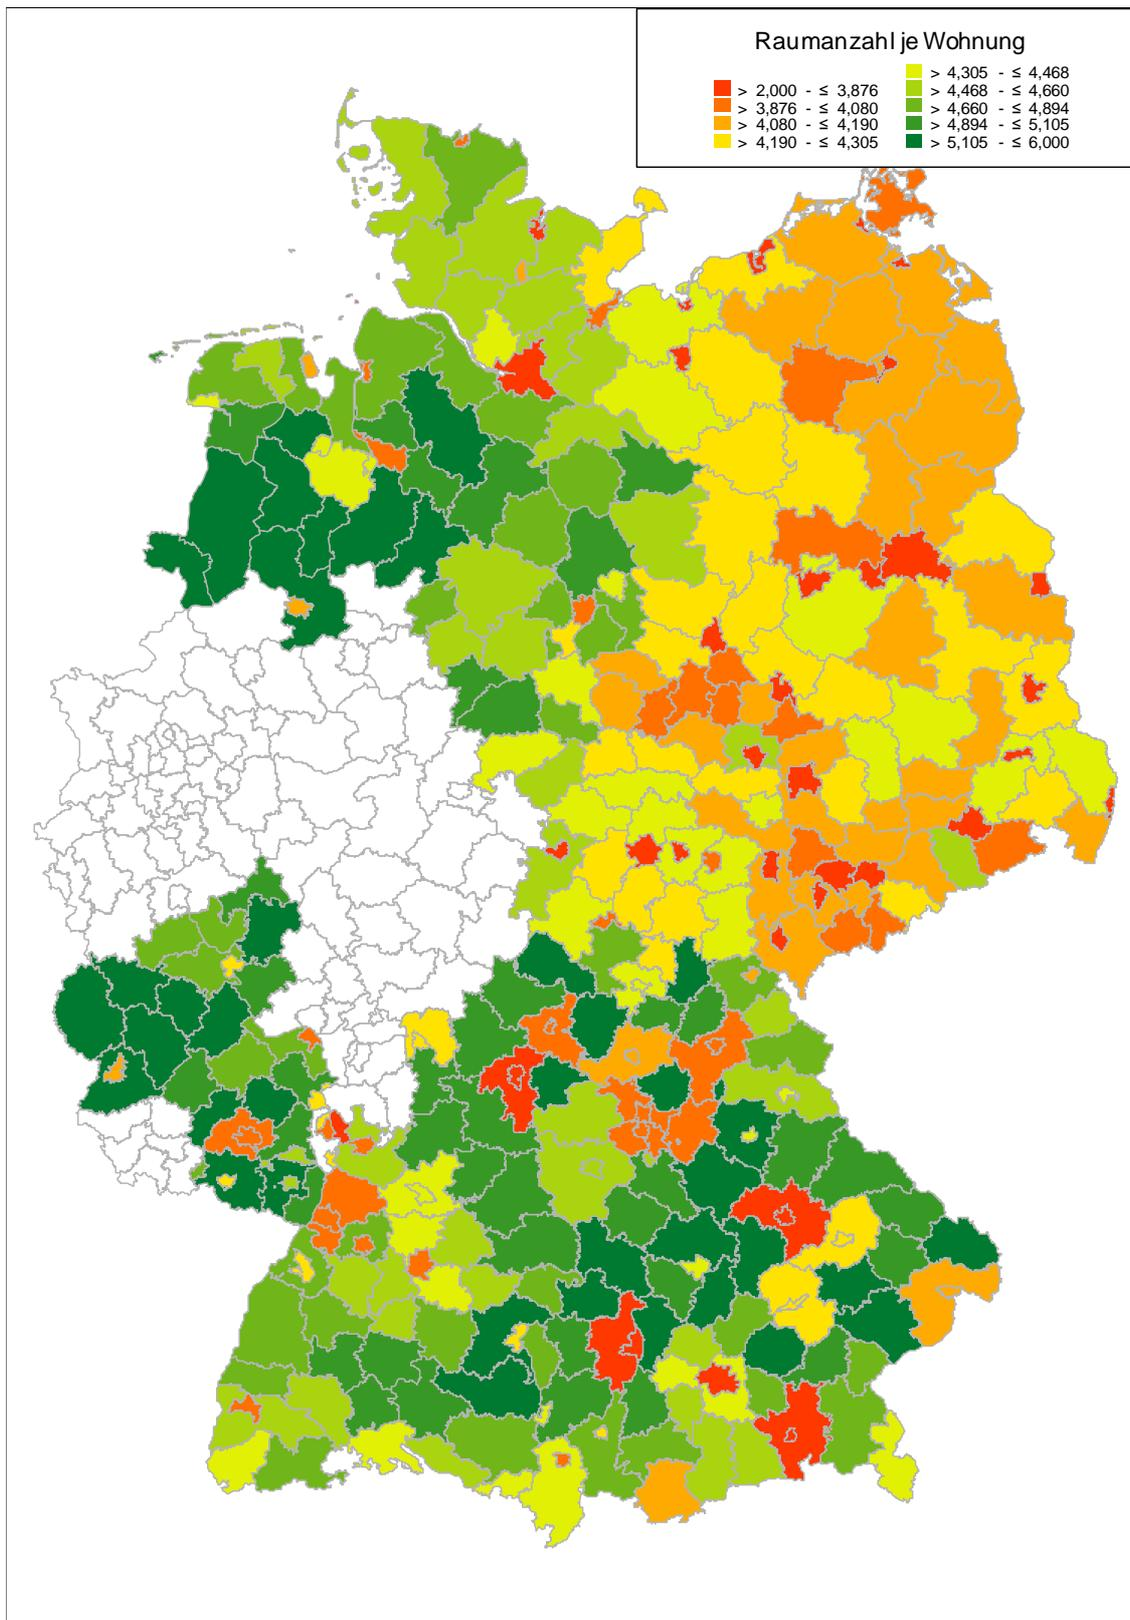 Raumanzahl je Wohnung
> 2,000 - ≤ 3,876
> 3,876 - ≤ 4,080
> 4,080 - ≤ 4,190
> 4,190 - ≤ 4,305
> 4,305 - ≤ 4,468
> 4,468 - ≤ 4,660
> 4,660 - ≤ 4,894
> 4,894 - ≤ 5,105
> 5,105 - ≤ 6,000